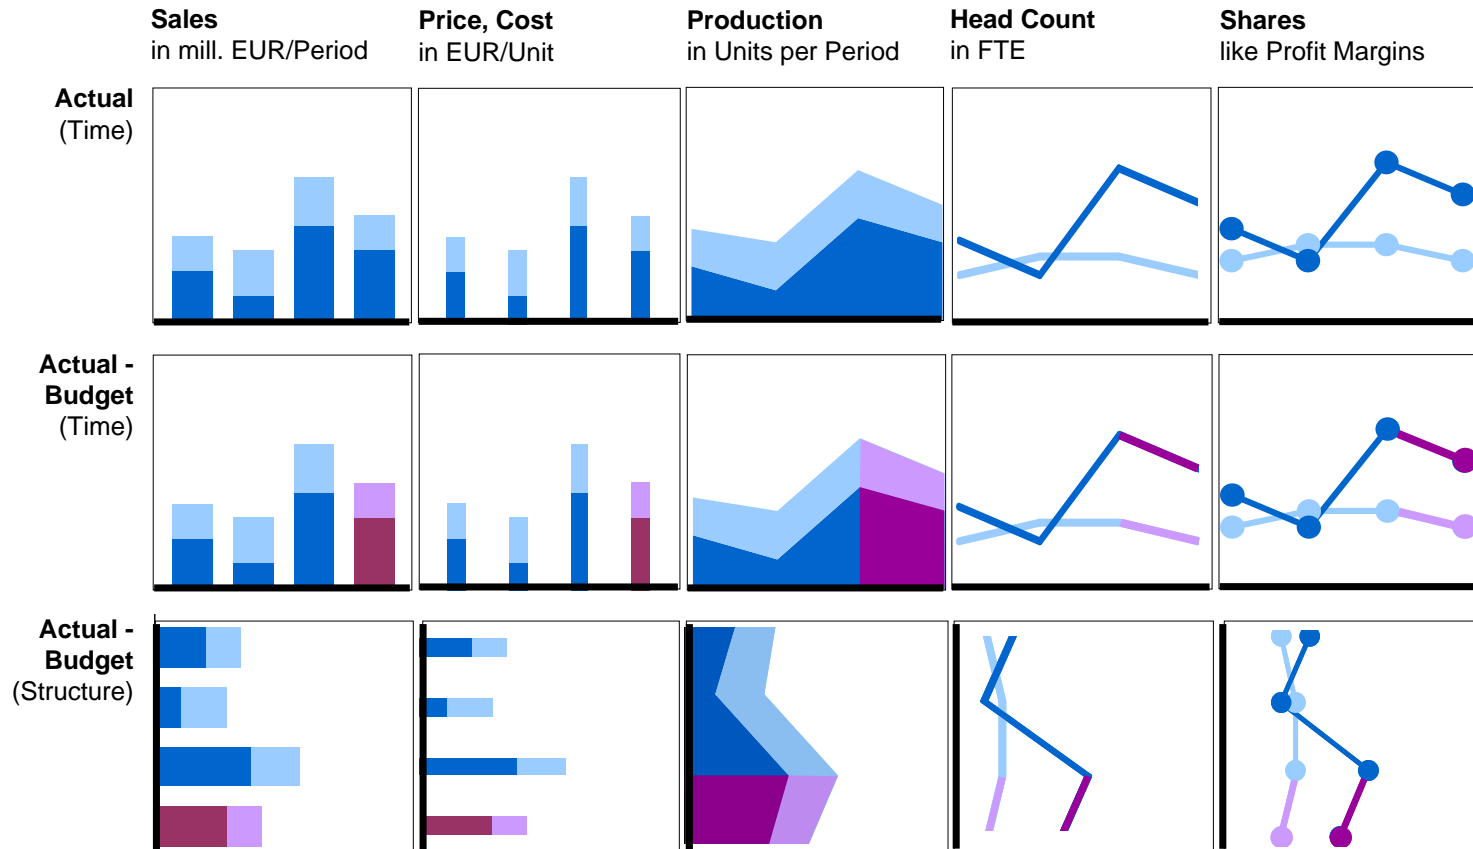 Sales
in mill. EUR/Period
Price, Cost
in EUR/Unit
Production
in Units per Period
Head Count
in FTE
Shares
like Profit Margins
Actual
(Time)
Actual -
Budget
(Time)
Actual -
Budget
(Structure)